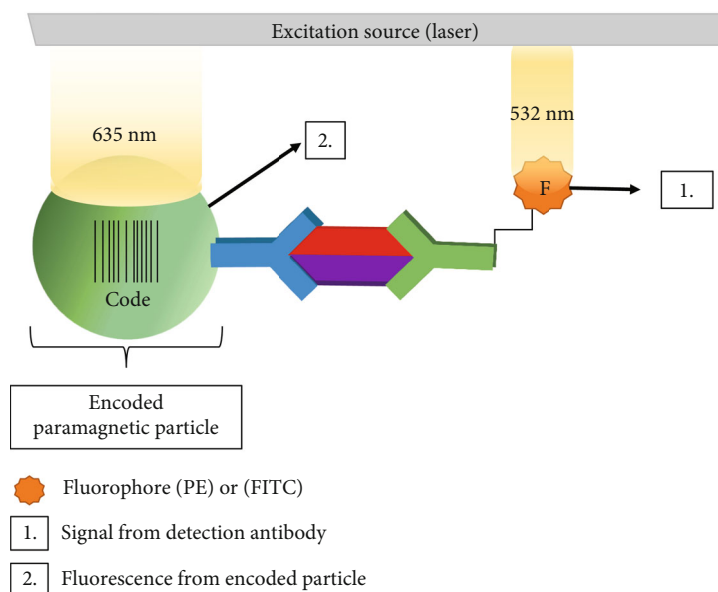 Excitation source (laser)
635 nm
532 nm
2.
F
1.
Code
Encoded
paramagnetic particle
Fluorophore (PE) or (FITC)
1. Signal from detection antibody
2. Fluorescence from encoded particle